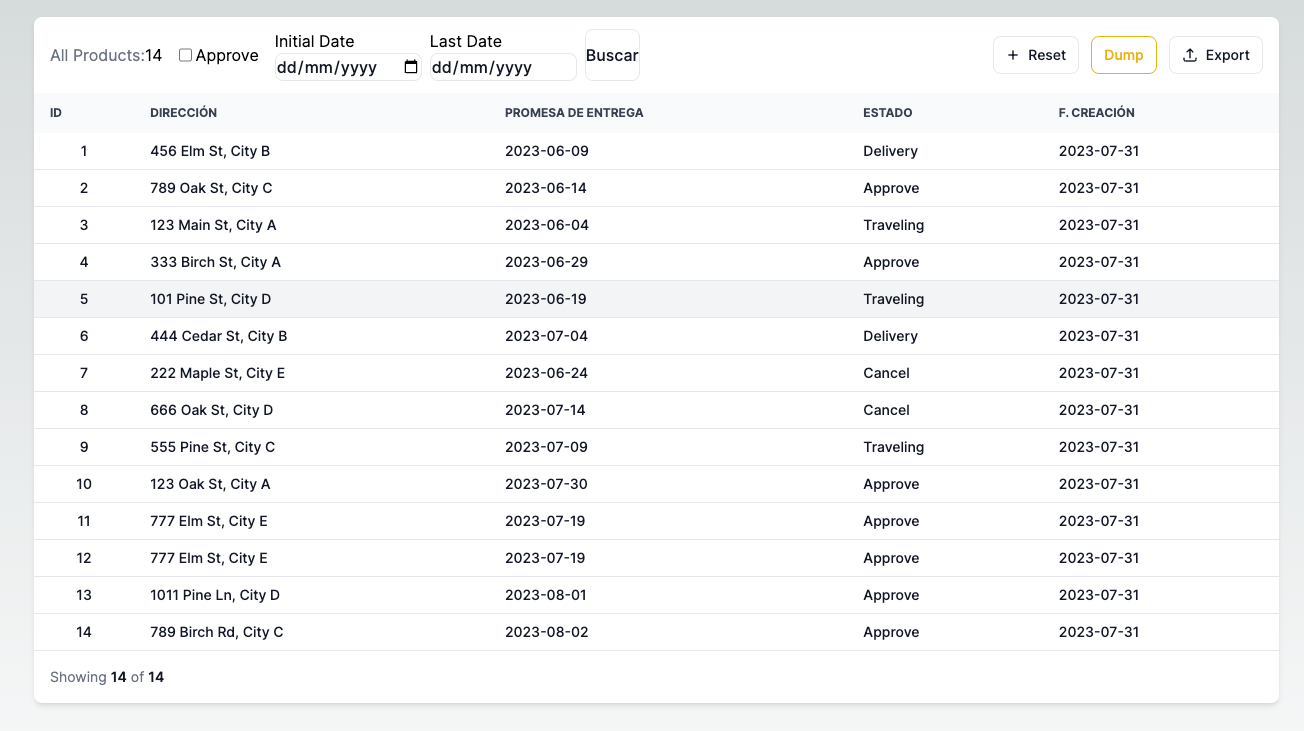 All Products:14 Approve Initial Date Last Date Buscar + Reset Dump Export
dd/mm/yyyy dd/mm/yyyy
ID DIRECCIÓN PROMESA DE ENTREGA ESTADO F. CREACIÓN
1 456 Elm St, City B 2023-06-09 Delivery 2023-07-31
2 789 Oak St, City C 2023-06-14 Approve 2023-07-31
3 123 Main St, City A 2023-06-04 Traveling 2023-07-31
4 333 Birch St, City A 2023-06-29 Approve 2023-07-31
5 101 Pine St, City D 2023-06-19 Traveling 2023-07-31
6 444 Cedar St, City B 2023-07-04 Delivery 2023-07-31
7 222 Maple St, City E 2023-06-24 Cancel 2023-07-31
8 666 Oak St, City D 2023-07-14 Cancel 2023-07-31
9 555 Pine St, City C 2023-07-09 Traveling 2023-07-31
10 123 Oak St, City A 2023-07-30 Approve 2023-07-31
11 777 Elm St, City E 2023-07-19 Approve 2023-07-31
12 777 Elm St, City E 2023-07-19 Approve 2023-07-31
13 1011 Pine Ln, City D 2023-08-01 Approve 2023-07-31
14 789 Birch Rd, City C 2023-08-02 Approve 2023-07-31
Showing 14 of 14